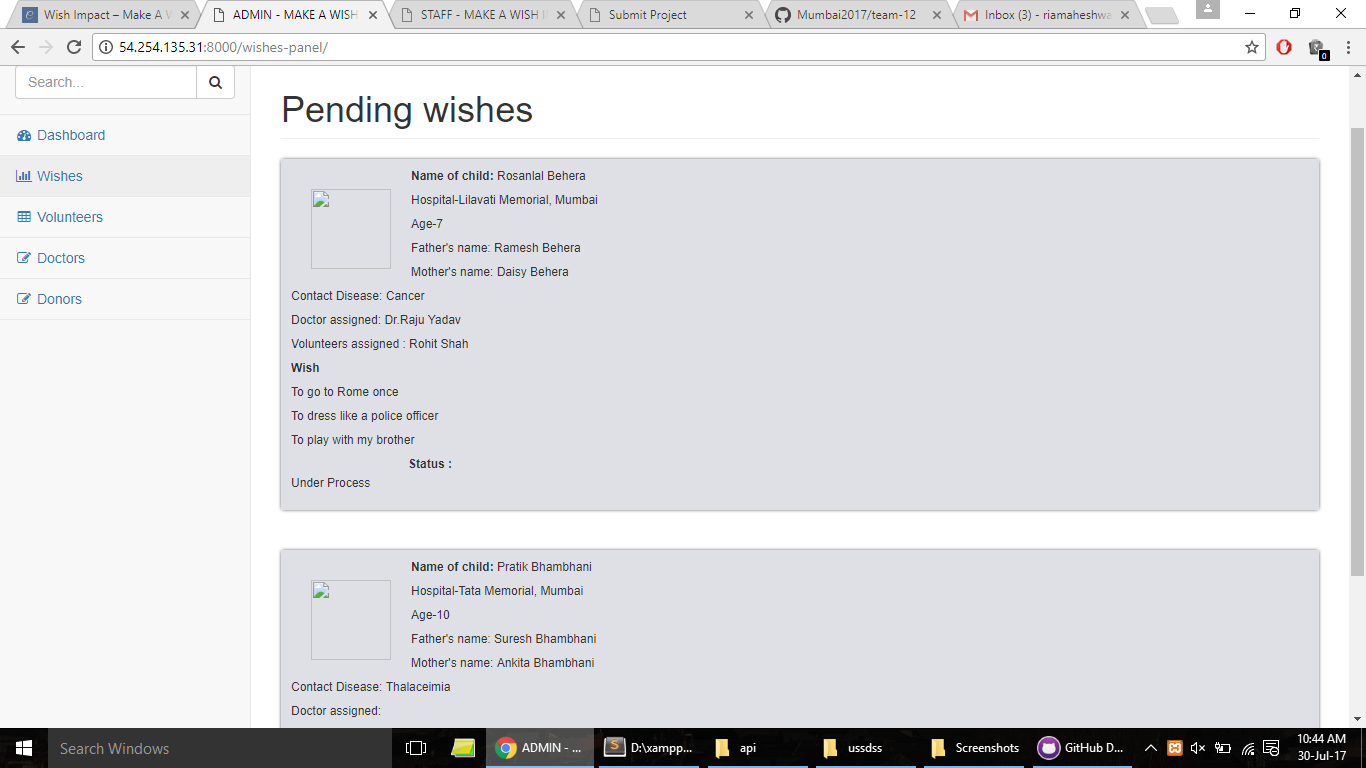 Wish Impact – Make A W
ADMIN - MAKE A WISH
STAFF - MAKE A WISH I
Submit Project
Mumbai2017/team-12
Inbox (3) - riamaheshwa
54.254.135.31:8000/wishes-panel/
0
Search...
Dashboard
Wishes
Volunteers
Doctors
Donors
Pending wishes
Name of child: Rosanlal Behera
Hospital-Lilavati Memorial, Mumbai
Age-7
Father's name: Ramesh Behera
Mother's name: Daisy Behera
Contact Disease: Cancer
Doctor assigned: Dr.Raju Yadav
Volunteers assigned : Rohit Shah
Wish
To go to Rome once
To dress like a police officer
To play with my brother
Status :
Under Process
Name of child: Pratik Bhambhani
Hospital-Tata Memorial, Mumbai
Age-10
Father's name: Suresh Bhambhani
Mother's name: Ankita Bhambhani
Contact Disease: Thalaceimia
Doctor assigned:
Search Windows
ADMIN - ...
D:\xampp...
api
ussdss
Screenshots
GitHub D...
10:44 AM
30-Jul-17